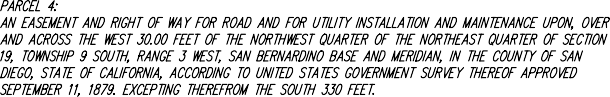 PARCEL 4:
AN EASEMENT AND RIGHT OF WAY FOR ROAD AND FOR UTILITY INSTALLATION AND MAINTENANCE UPON, OVER
AND ACROSS THE WEST 30.00 FEET OF THE NORTHWEST QUARTER OF THE NORTHEAST QUARTER OF SECTION
19, TOWNSHIP 9 SOUTH, RANGE 3 WEST, SAN BERNARDINO BASE AND MERIDIAN, IN THE COUNTY OF SAN
DIEGO, STATE OF CALIFORNIA, ACCORDING TO UNITED STATES GOVERNMENT SURVEY THEREOF APPROVED
SEPTEMBER 11, 1879. EXCEPTING THEREFROM THE SOUTH 330 FEET.